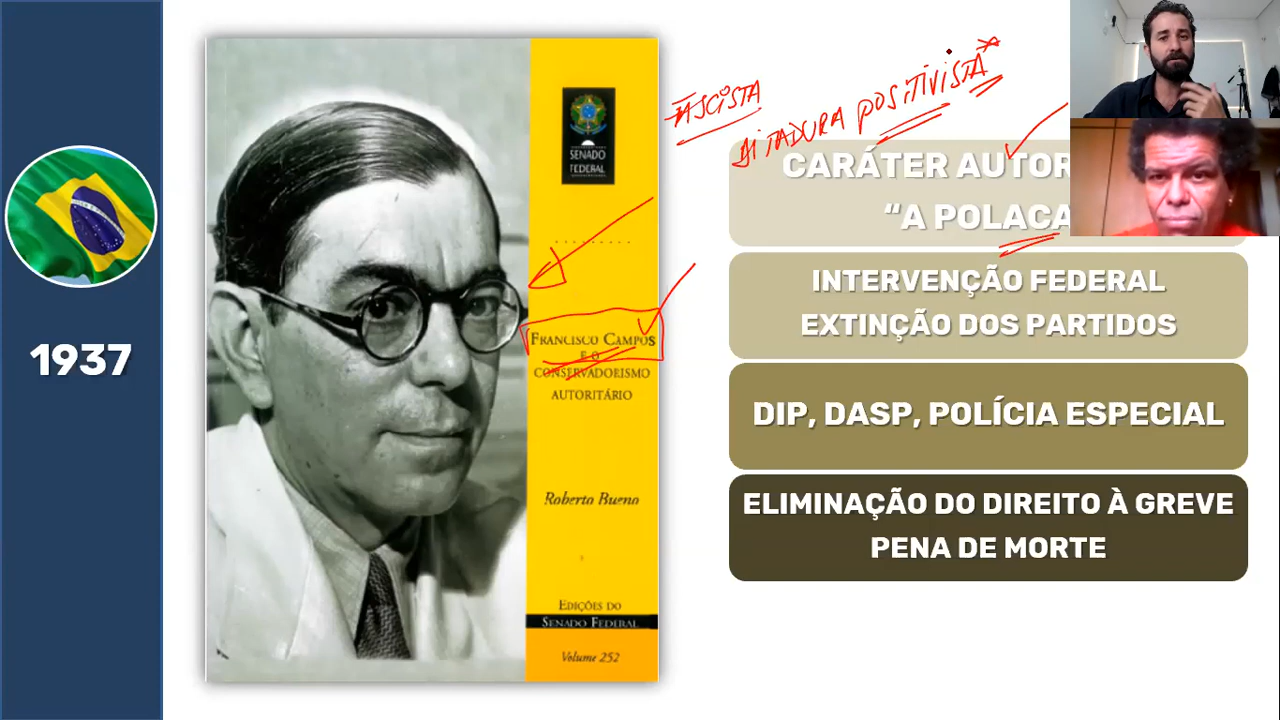 1937
SENADO
FEDERAL
FRANCISCO CAMPOS
E O
CONSERVADORISMO
AUTORITÁRIO
Roberto Bueno
EDIÇÕES DO
SENADO FEDERAL
Volume 252
FASCISTA
DITADURA POSITIVISTA
CARÁTER AUTOR
“A POLACA
INTERVENÇÃO FEDERAL
EXTINÇÃO DOS PARTIDOS
DIP, DASP, POLÍCIA ESPECIAL
ELIMINAÇÃO DO DIREITO À GREVE
PENA DE MORTE